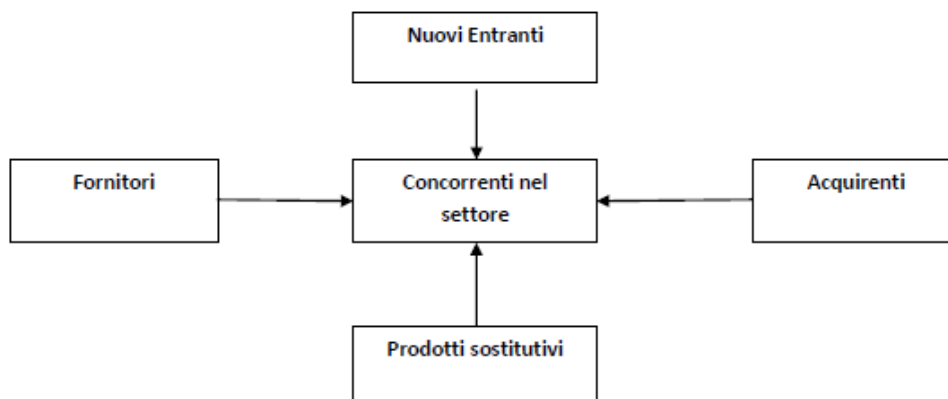 Nuovi Entranti
Fornitori
Concorrenti nel
settore
Acquirenti
Prodotti sostitutivi